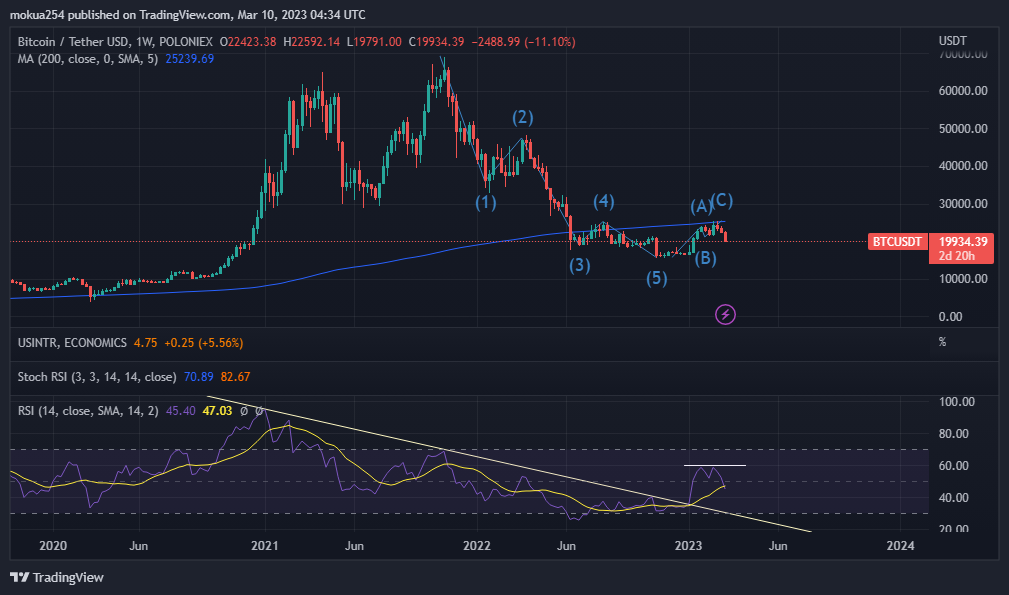 mokua254 published on TradingView.com, Mar 10, 2023 04:34 UTC
Bitcoin / Tether USD, 1W, POLONIEX O22423.38 H22592.14 L19791.00 C19934.39 −2488.99 (−11.10%)
USDT
MA (200, close, 0, SMA, 5) 25239.69
70000.00
60000.00
50000.00
40000.00
30000.00
10000.00
0.00
(2)
(1)
(4)
(A)
(C)
(3)
(5)
(B)
BTCUSDT 19934.39
2d 20h
USINTR, ECONOMICS 4.75 +0.25 (+5.56%)
%
Stoch RSI (3, 3, 14, 14, close) 70.89 82.67
RSI (14, close, SMA, 14, 2) 45.40 47.03 Ø Ø
100.00
80.00
60.00
40.00
20.00
2020 Jun 2021 Jun 2022 Jun 2023 Jun 2024
TradingView